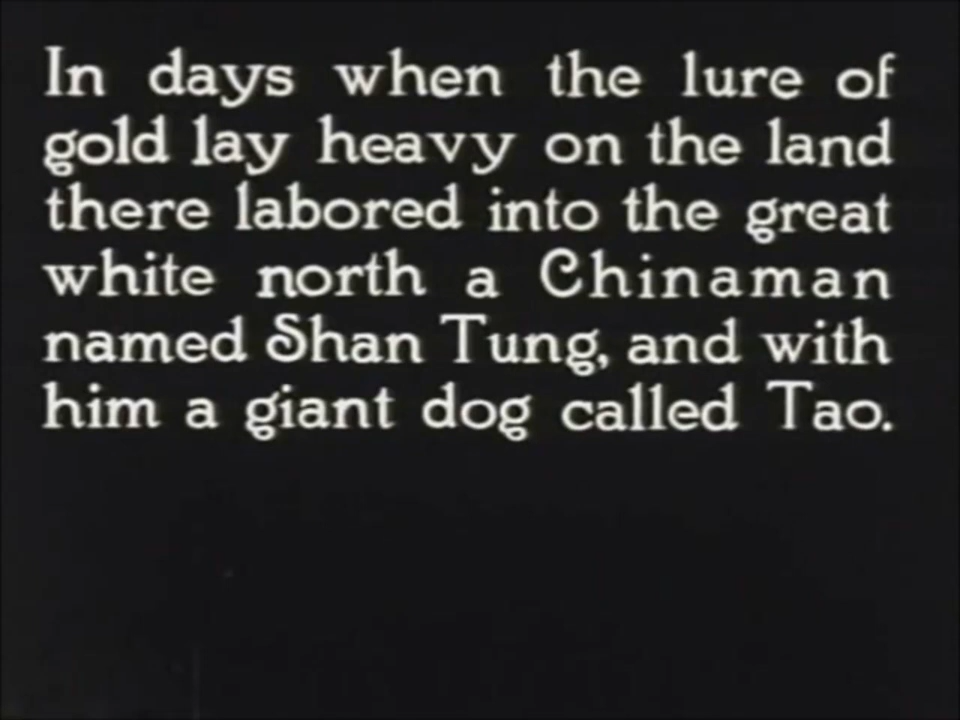 In days when the lure of
gold lay heavy on the land
there labored into the great
white north a Chinaman
named Shan Tung, and with
him a giant dog called Tao.